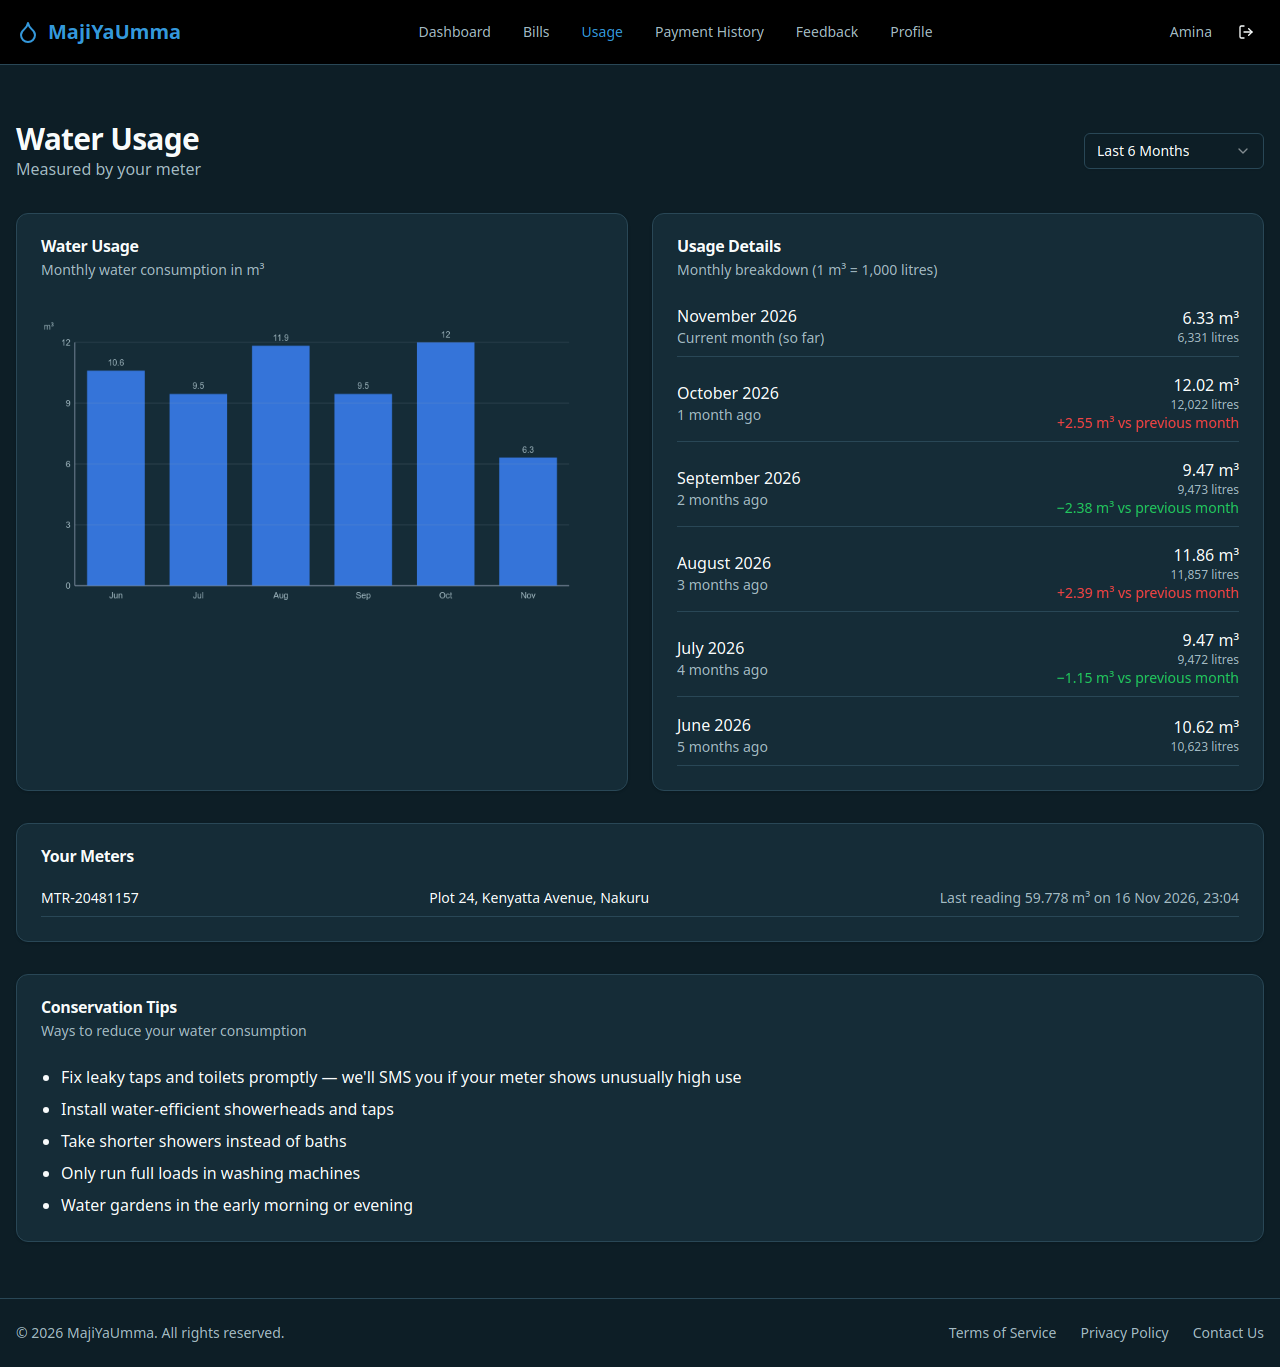 MajiYaUmma
Dashboard Bills Usage Payment History Feedback Profile
Amina
Water Usage
Measured by your meter
Last 6 Months
Water Usage
Monthly water consumption in m³
m³
12
9
6
3
0
10.6
9.5
11.9
9.5
12
6.3
Jun Jul Aug Sep Oct Nov
Usage Details
Monthly breakdown (1 m³ = 1,000 litres)
November 2026
Current month (so far)
6.33 m³
6,331 litres
October 2026
1 month ago
12.02 m³
12,022 litres
+2.55 m³ vs previous month
September 2026
2 months ago
9.47 m³
9,473 litres
−2.38 m³ vs previous month
August 2026
3 months ago
11.86 m³
11,857 litres
+2.39 m³ vs previous month
July 2026
4 months ago
9.47 m³
9,472 litres
−1.15 m³ vs previous month
June 2026
5 months ago
10.62 m³
10,623 litres
Your Meters
MTR-20481157
Plot 24, Kenyatta Avenue, Nakuru
Last reading 59.778 m³ on 16 Nov 2026, 23:04
Conservation Tips
Ways to reduce your water consumption
• Fix leaky taps and toilets promptly — we'll SMS you if your meter shows unusually high use
• Install water-efficient showerheads and taps
• Take shorter showers instead of baths
• Only run full loads in washing machines
• Water gardens in the early morning or evening
© 2026 MajiYaUmma. All rights reserved.
Terms of Service Privacy Policy Contact Us